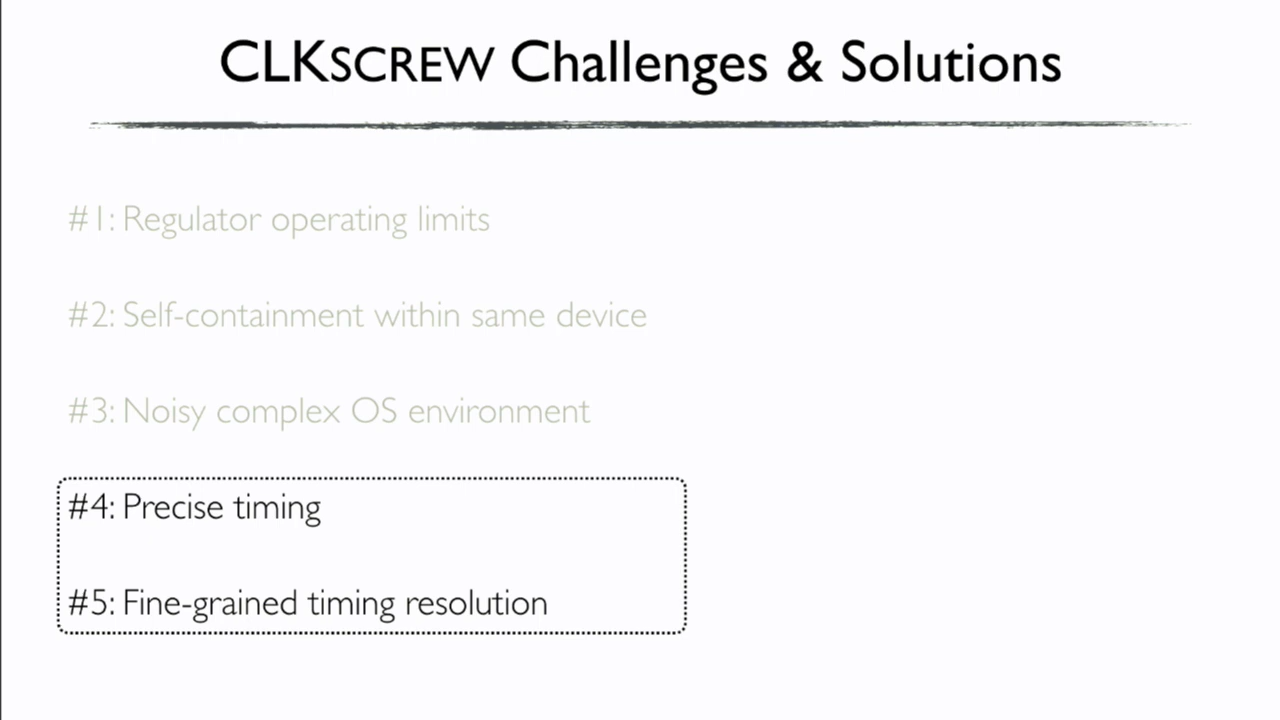 CLKSCREW Challenges & Solutions
#1: Regulator operating limits
#2: Self-containment within same device
#3: Noisy complex OS environment
#4: Precise timing
#5: Fine-grained timing resolution